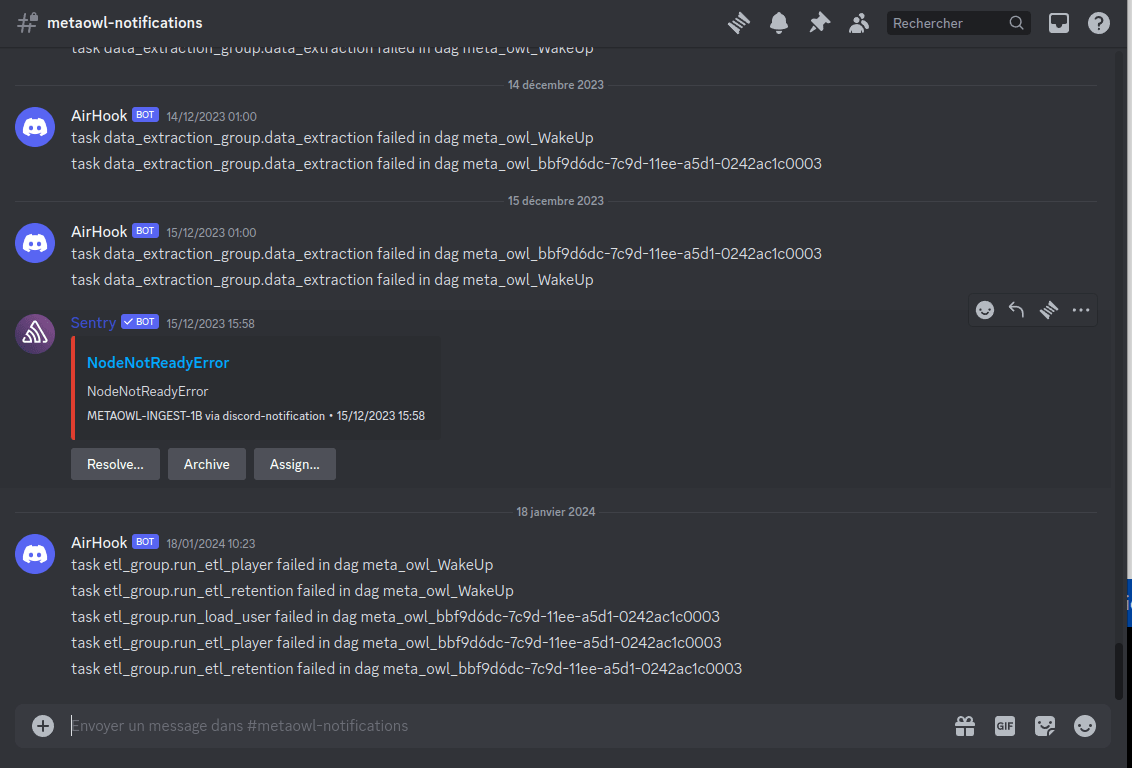 metaowl-notifications
Rechercher
task data_extraction_group.data_extraction failed in dag meta_owl_WakeUp
14 décembre 2023
AirHook BOT 14/12/2023 01:00
task data_extraction_group.data_extraction failed in dag meta_owl_WakeUp
task data_extraction_group.data_extraction failed in dag meta_owl_bbf9d6dc-7c9d-11ee-a5d1-0242ac1c0003
15 décembre 2023
AirHook BOT 15/12/2023 01:00
task data_extraction_group.data_extraction failed in dag meta_owl_bbf9d6dc-7c9d-11ee-a5d1-0242ac1c0003
task data_extraction_group.data_extraction failed in dag meta_owl_WakeUp
Sentry ✓ BOT 15/12/2023 15:58
NodeNotReadyError
NodeNotReadyError
METAOWL-INGEST-1B via discord-notification • 15/12/2023 15:58
Resolve... Archive Assign...
18 janvier 2024
AirHook BOT 18/01/2024 10:23
task etl_group.run_etl_player failed in dag meta_owl_WakeUp
task etl_group.run_etl_retention failed in dag meta_owl_WakeUp
task etl_group.run_load_user failed in dag meta_owl_bbf9d6dc-7c9d-11ee-a5d1-0242ac1c0003
task etl_group.run_etl_player failed in dag meta_owl_bbf9d6dc-7c9d-11ee-a5d1-0242ac1c0003
task etl_group.run_etl_retention failed in dag meta_owl_bbf9d6dc-7c9d-11ee-a5d1-0242ac1c0003
Envoyer un message dans #metaowl-notifications
GIF